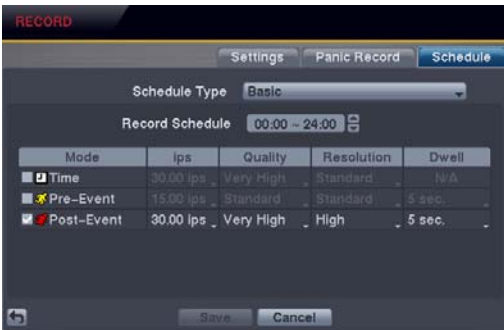 RECORD
Settings Panic Record Schedule
Schedule Type Basic
Record Schedule 00:00 ~ 24:00
Mode ips Quality Resolution Dwell
Time 30.00 ips Very High Standard N/A
Pre-Event 15.00 ips Standard Standard 5 sec.
Post-Event 30.00 ips Very High High 5 sec.
Save Cancel